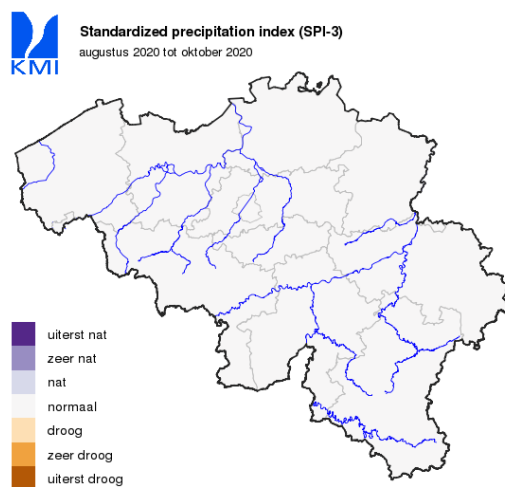 Standardized precipitation index (SPI-3)
augustus 2020 tot oktober 2020
KMI
uiterst nat
zeer nat
nat
normaal
droog
zeer droog
uiterst droog